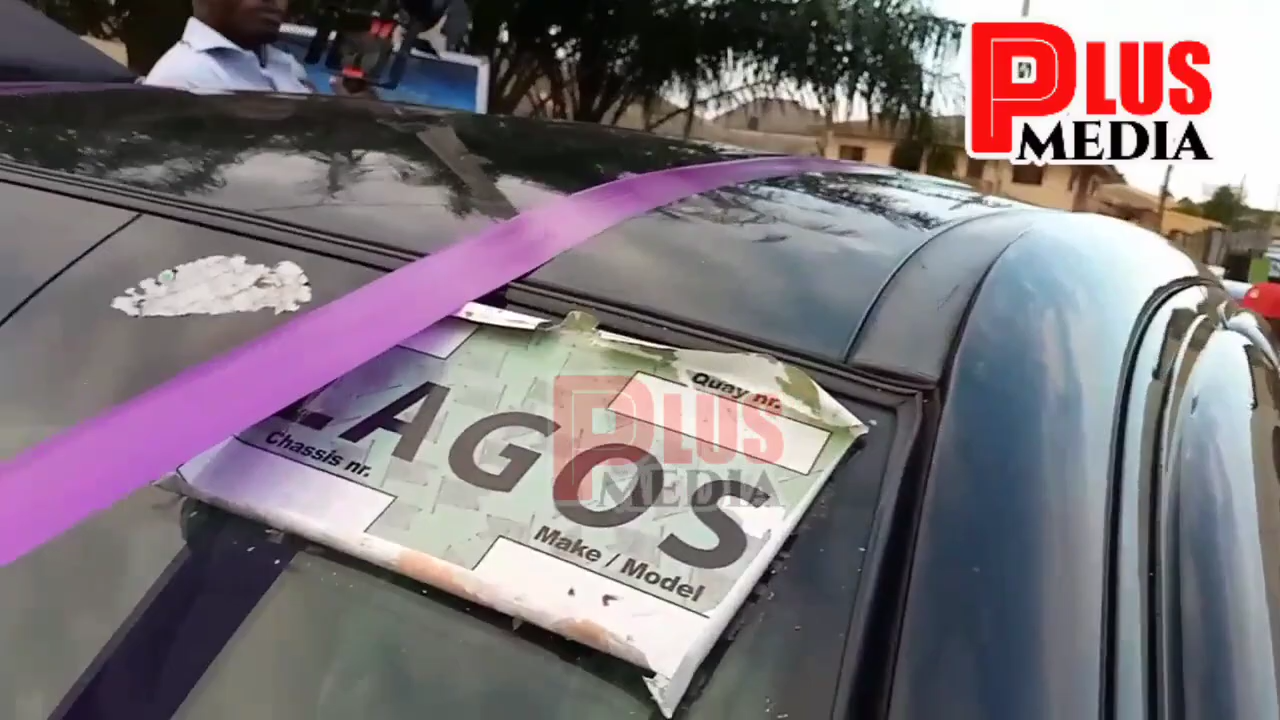 PLUS
MEDIA
Quay nr.
LAGOS
Chassis nr.
PLUS
MEDIA
Make / Model